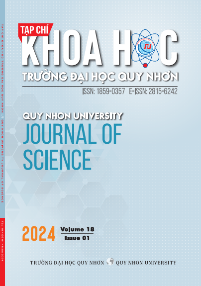 TẠP CHÍ
KHOA HỌC
TRƯỜNG ĐẠI HỌC QUY NHƠN
ISSN: 1859-0357 E-ISSN: 2815-6242
QUY NHON UNIVERSITY
JOURNAL OF
SCIENCE
2024 Volume 18
Issue 01
TRƯỜNG ĐẠI HỌC QUY NHƠN QUY NHON UNIVERSITY